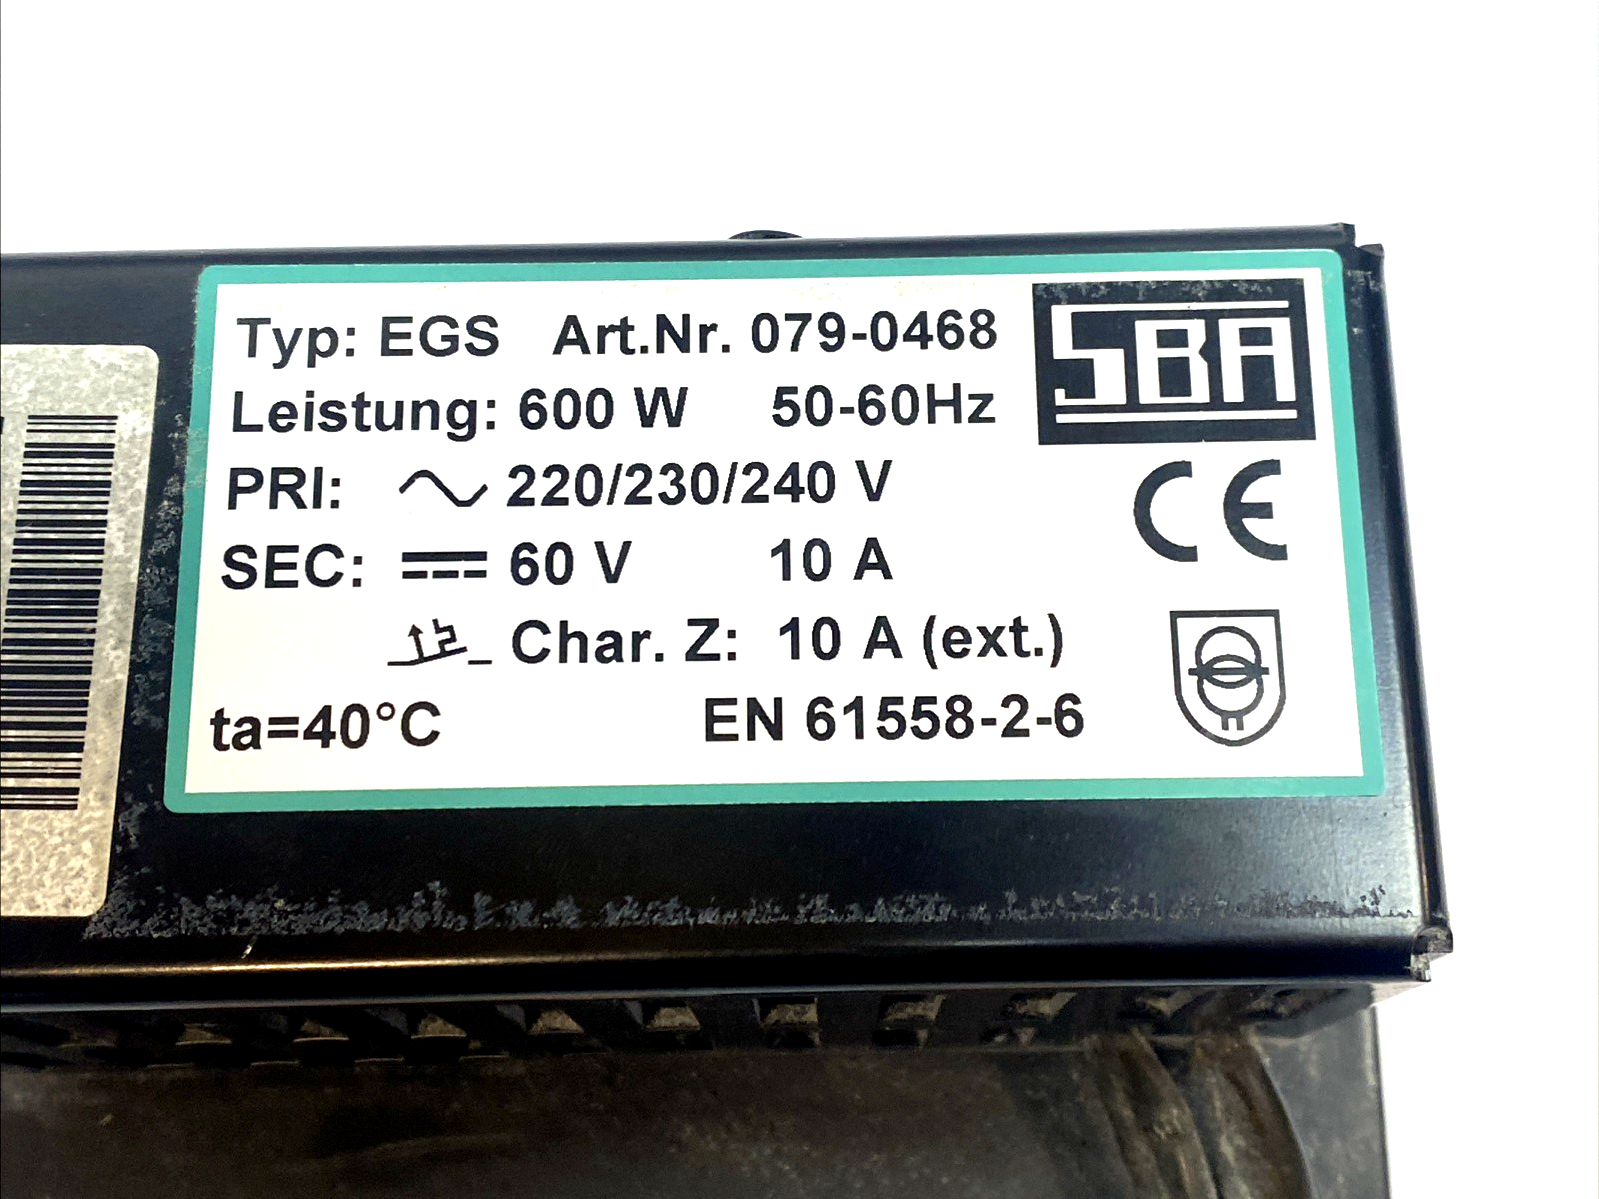 Typ: EGS Art.Nr. 079-0468
SBA
Leistung: 600 W 50-60Hz
PRI: 220/230/240 V
CE
SEC: 60 V 10 A
Char. Z: 10 A (ext.)
ta=40°C EN 61558-2-6